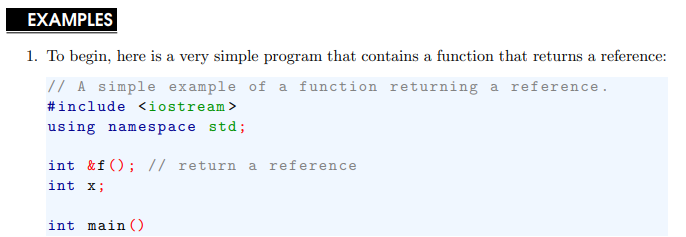 EXAMPLES
1. To begin, here is a very simple program that contains a function that returns a reference:
// A simple example of a function returning a reference.
#include <iostream>
using namespace std;
int &f(); // return a reference
int x;
int main()